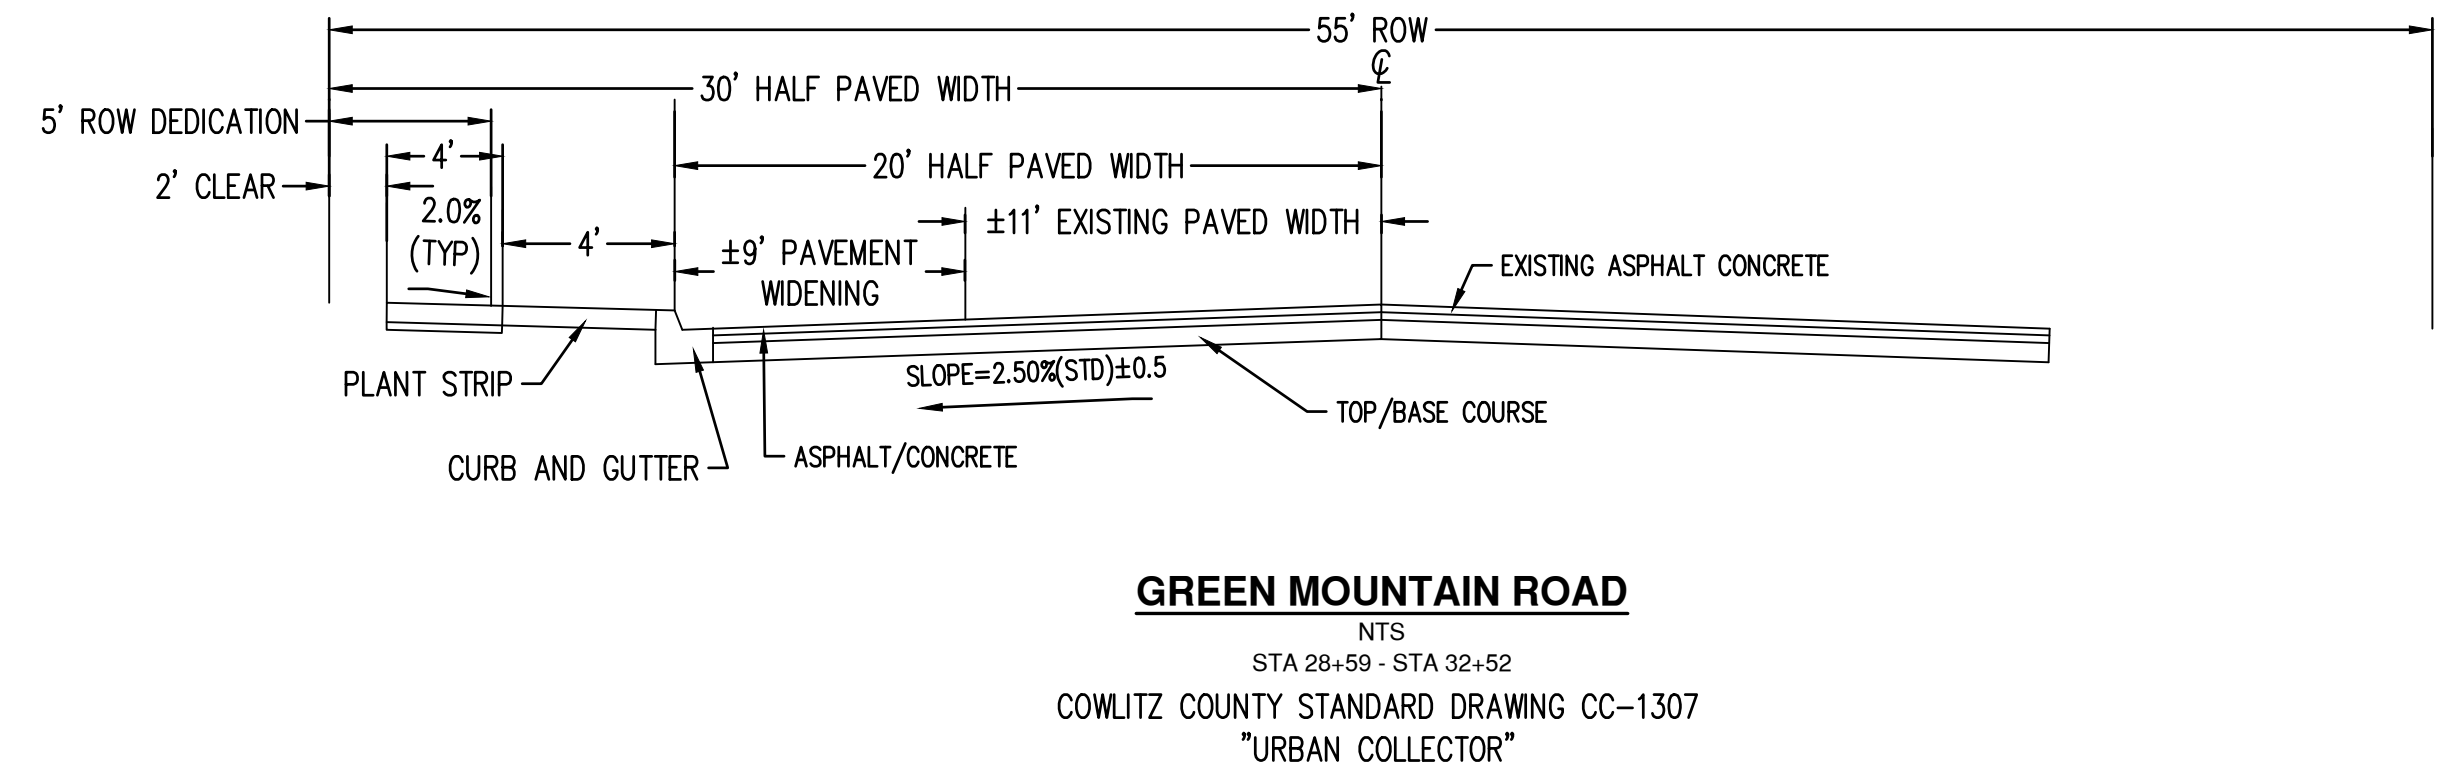 55' ROW
℄
30' HALF PAVED WIDTH
5' ROW DEDICATION
4'
20' HALF PAVED WIDTH
2' CLEAR
2.0%
(TYP)
4'
±11' EXISTING PAVED WIDTH
±9' PAVEMENT
WIDENING
EXISTING ASPHALT CONCRETE
PLANT STRIP
SLOPE=2.50%(STD)±0.5
TOP/BASE COURSE
CURB AND GUTTER
ASPHALT/CONCRETE
GREEN MOUNTAIN ROAD
NTS
STA 28+59 - STA 32+52
COWLITZ COUNTY STANDARD DRAWING CC-1307
"URBAN COLLECTOR"